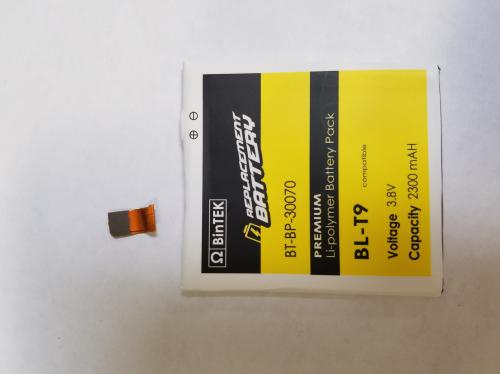 Ω BinTEK
REPLACEMENT
BATTERY
BT-BP-30070
PREMIUM
Li-polymer Battery Pack
BL-T9 compatible
Voltage 3.8V
Capacity 2300 mAH
⊕ ⊖